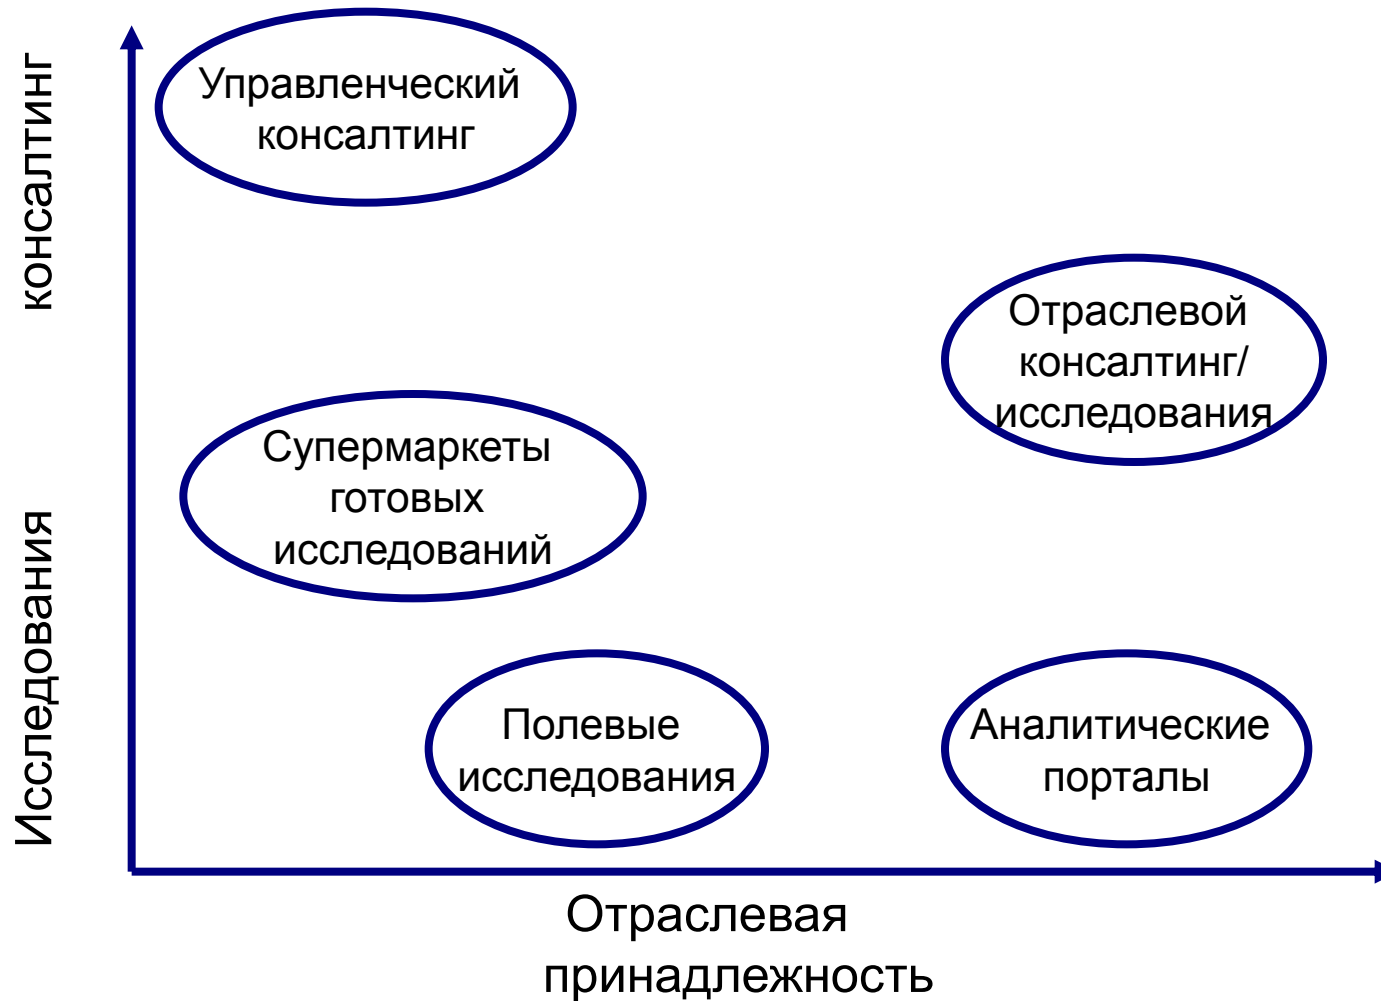 консалтинг
Управленческий
консалтинг
Отраслевой
консалтинг/
исследования
Супермаркеты
готовых
исследований
Исследования
Полевые
исследования
Аналитические
порталы
Отраслевая
принадлежность